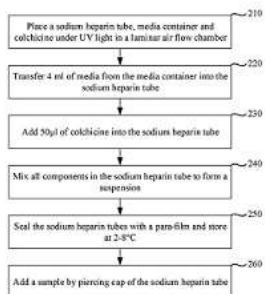 210
Place a sodium heparin tube, media container and
colchicine under UV light in a laminar air flow chamber
220
Transfer 4 ml of media from the media container into the
sodium heparin tube
230
Add 50µl of colchicine into the sodium heparin tube
240
Mix all components in the sodium heparin tube to form a
suspension
250
Seal the sodium heparin tubes with a para-film and store
at 2-8°C
260
Add a sample by piercing cap of the sodium heparin tube